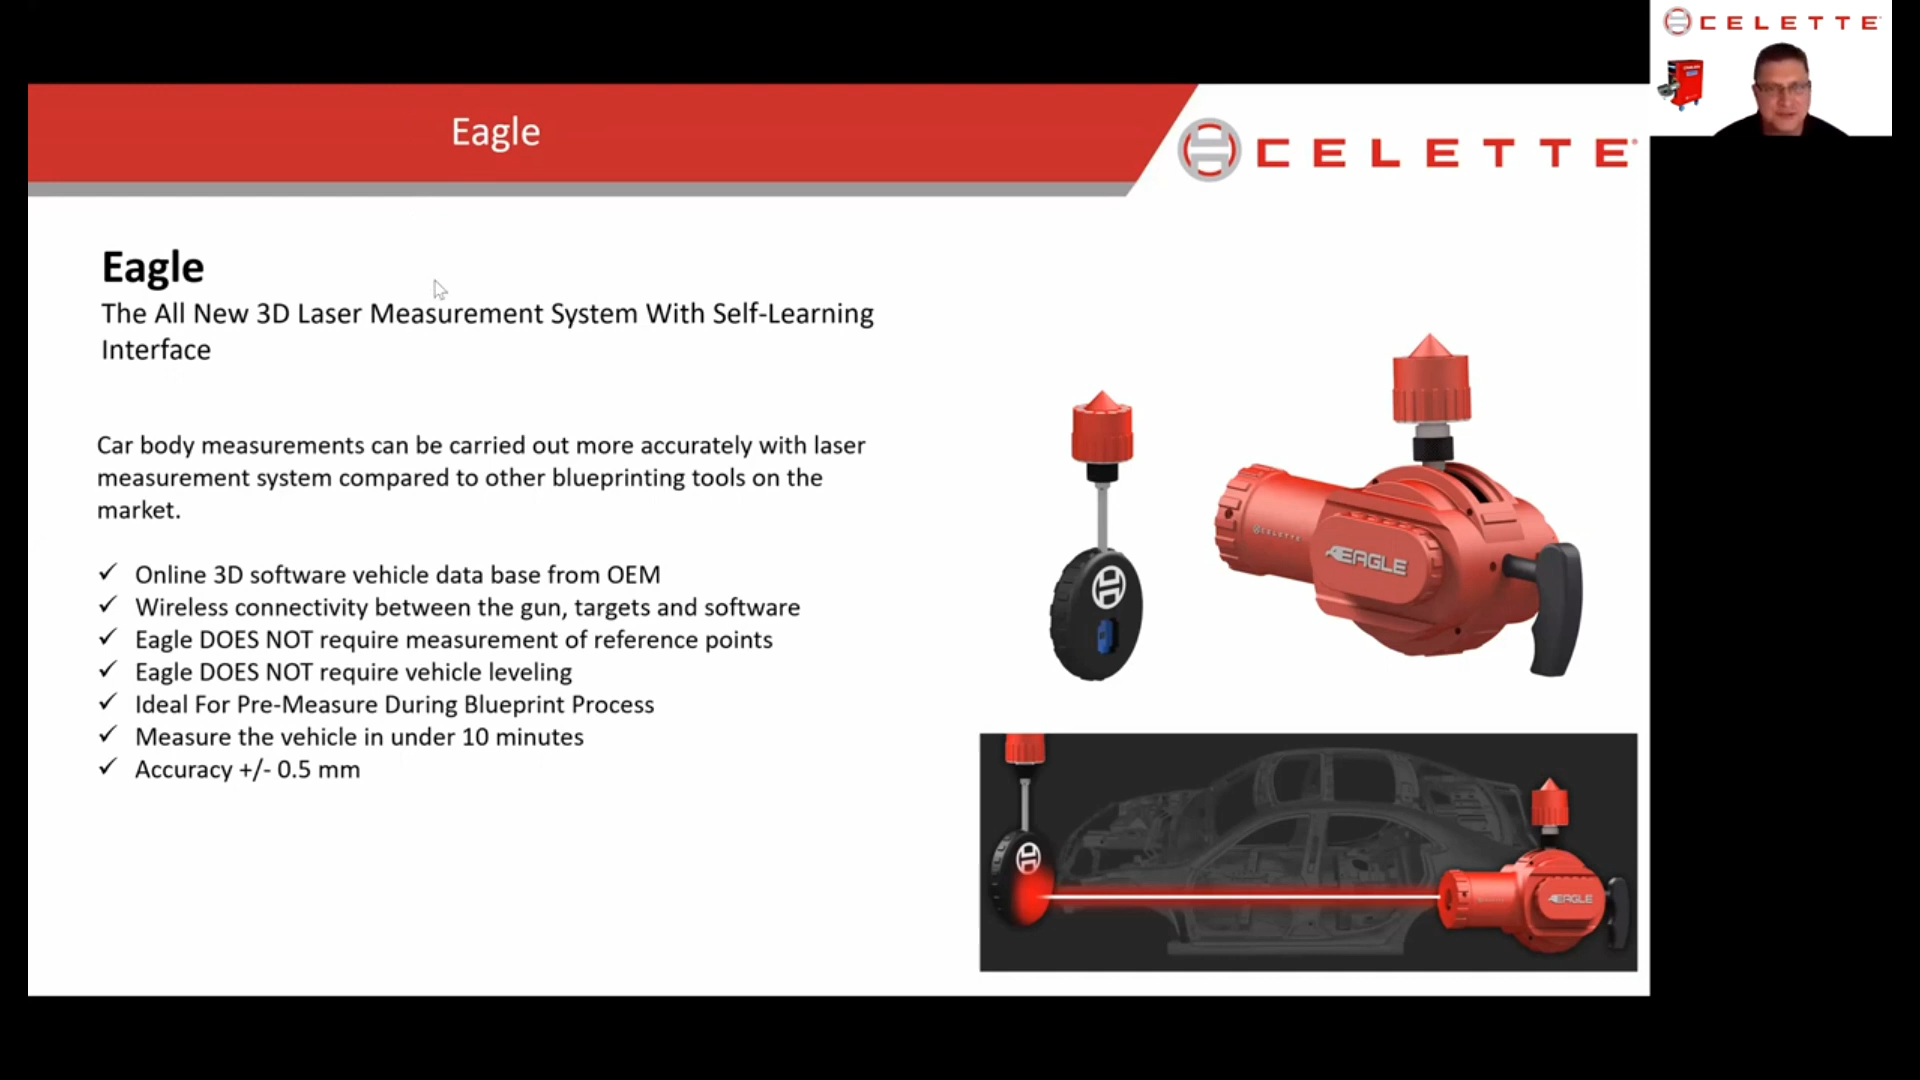 CELETTE
Eagle
CELETTE
Eagle
The All New 3D Laser Measurement System With Self-Learning
Interface
Car body measurements can be carried out more accurately with laser
measurement system compared to other blueprinting tools on the
market.
✓ Online 3D software vehicle data base from OEM
✓ Wireless connectivity between the gun, targets and software
✓ Eagle DOES NOT require measurement of reference points
✓ Eagle DOES NOT require vehicle leveling
✓ Ideal For Pre-Measure During Blueprint Process
✓ Measure the vehicle in under 10 minutes
✓ Accuracy +/- 0.5 mm
CELETTE
EAGLE
EAGLE